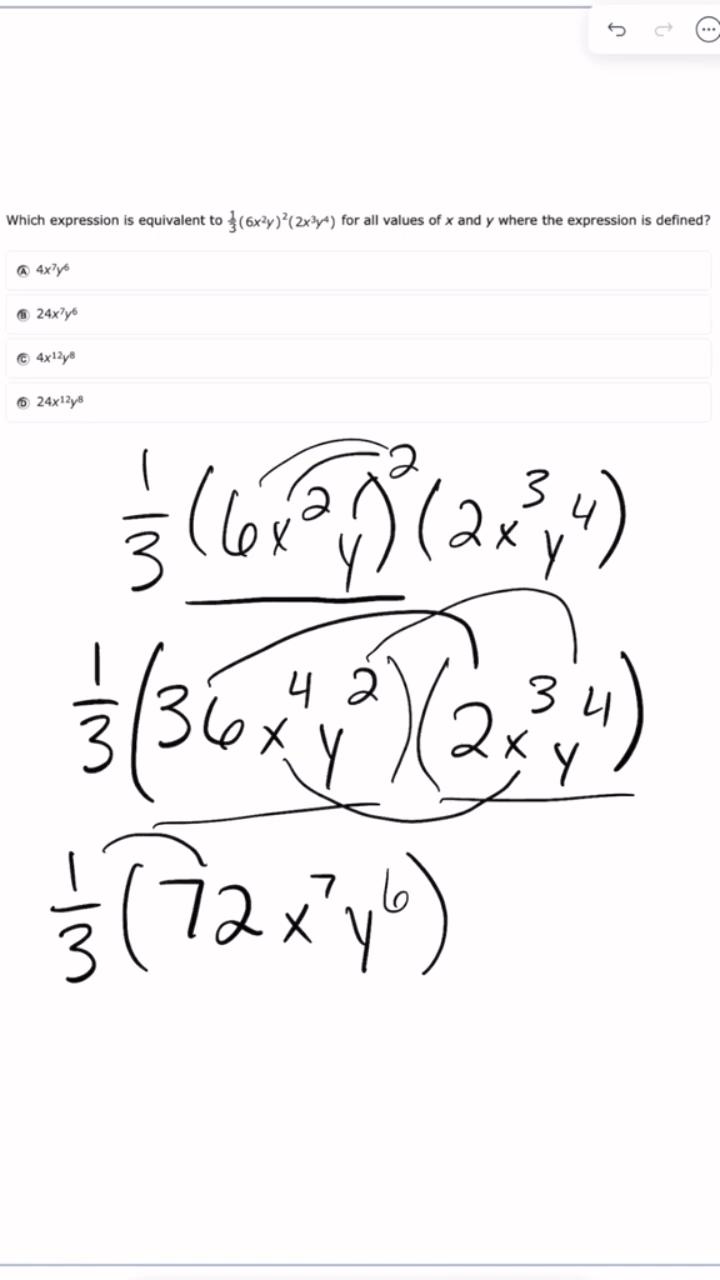 Which expression is equivalent to ⅓(6x²y)²(2x³y⁴) for all values of x and y where the expression is defined?
A 4x⁷y⁶
B 24x⁷y⁶
C 4x¹²y⁸
D 24x¹²y⁸
1/3 (6x²y)²(2x³y⁴)
1/3 (36x⁴y²)(2x³y⁴)
1/3 (72x⁷y⁶)